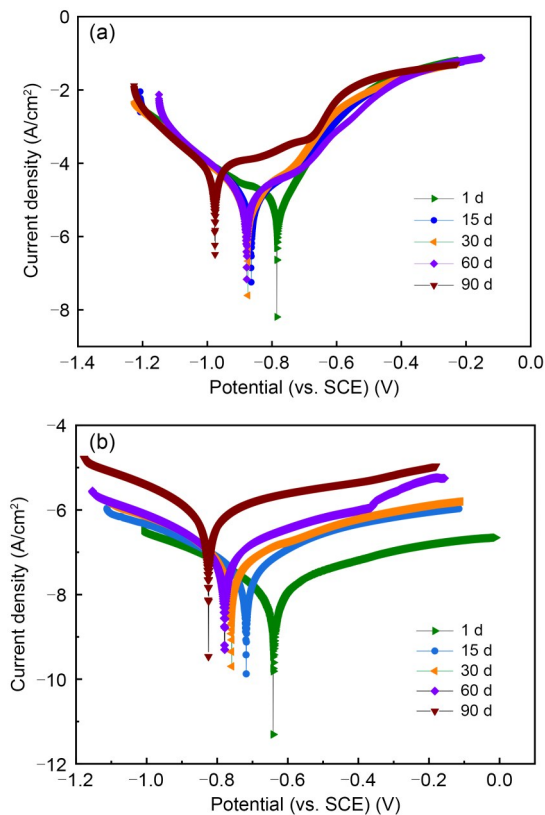 (a)
Current density (A/cm²)
0
−2
−4
−6
−8
1 d
15 d
30 d
60 d
90 d
−1.4 −1.2 −1.0 −0.8 −0.6 −0.4 −0.2 0.0
Potential (vs. SCE) (V)
(b)
Current density (A/cm²)
−4
−6
−8
−10
−12
1 d
15 d
30 d
60 d
90 d
−1.2 −1.0 −0.8 −0.6 −0.4 −0.2 0.0
Potential (vs. SCE) (V)